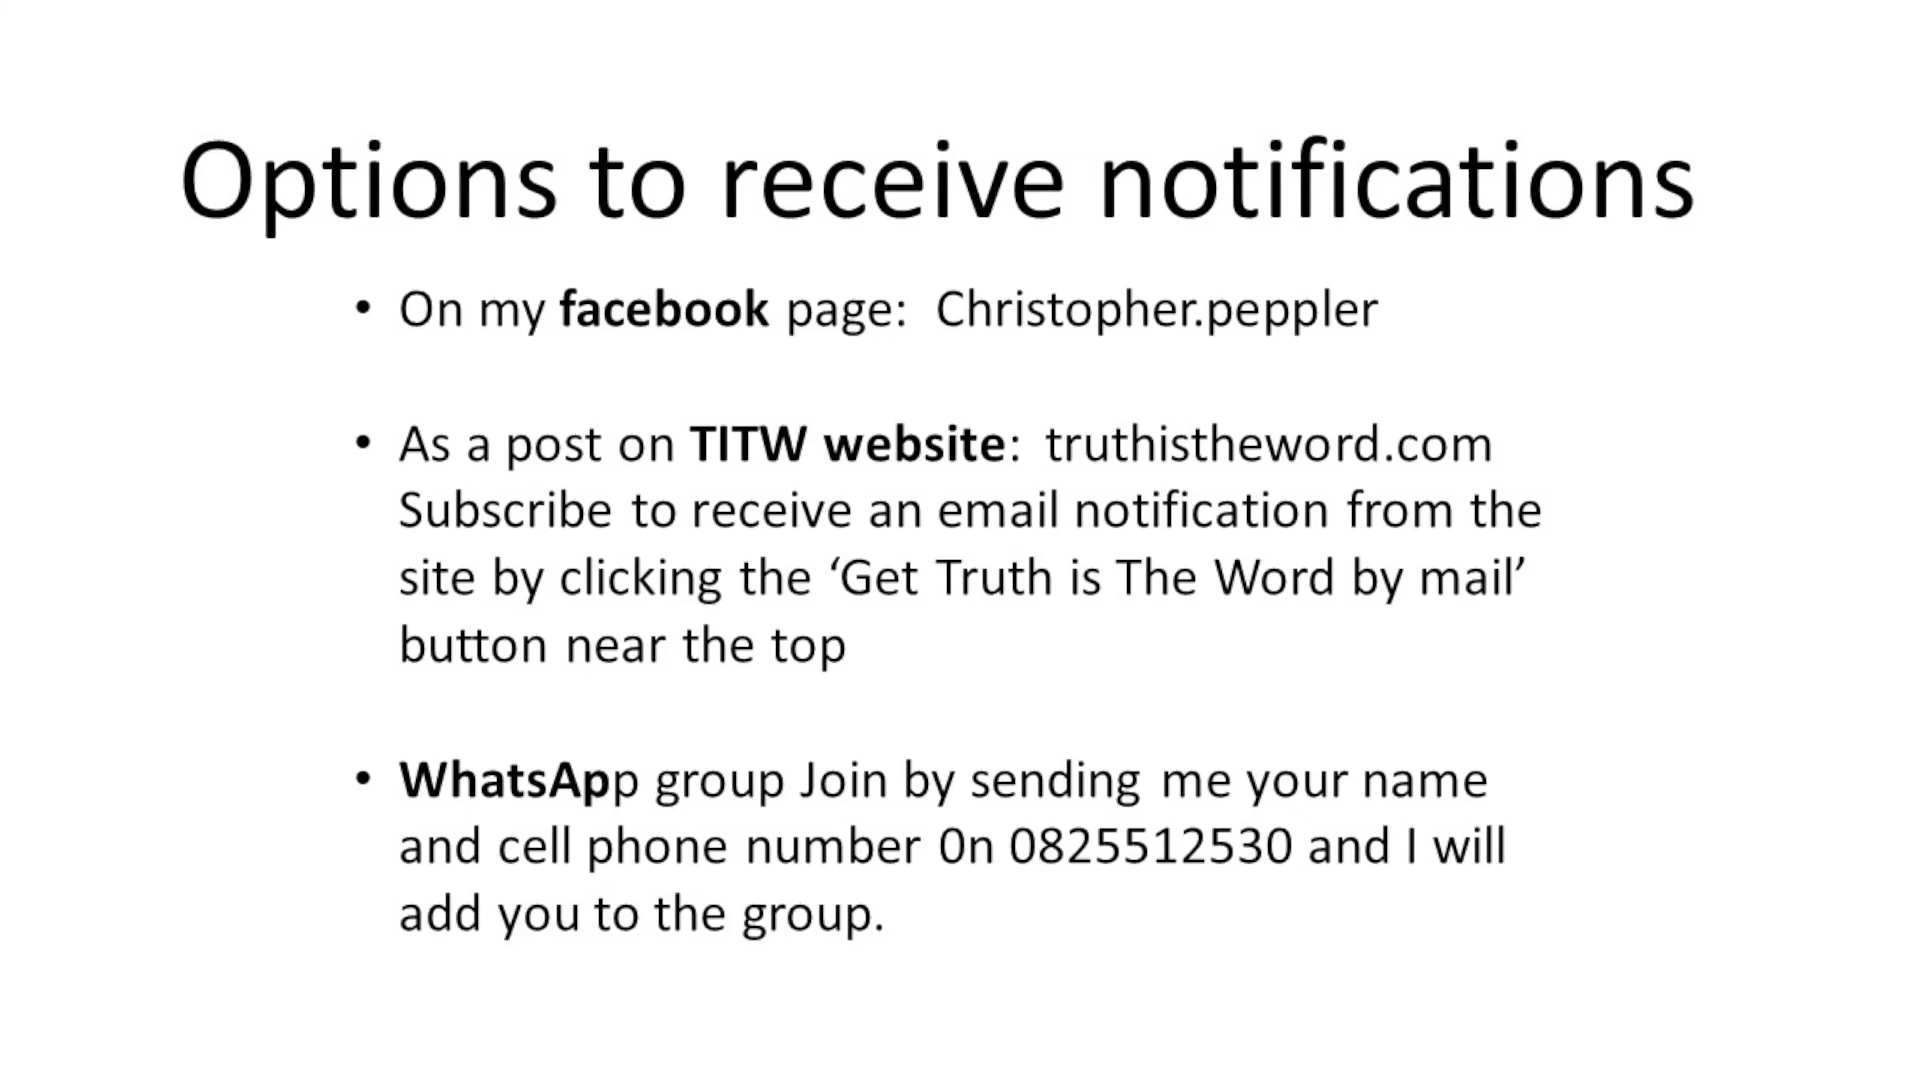 Options to receive notifications
• On my facebook page:  Christopher.peppler
• As a post on TITW website:  truthistheword.com
Subscribe to receive an email notification from the
site by clicking the ‘Get Truth is The Word by mail’
button near the top
• WhatsApp group Join by sending me your name
and cell phone number 0n 0825512530 and I will
add you to the group.